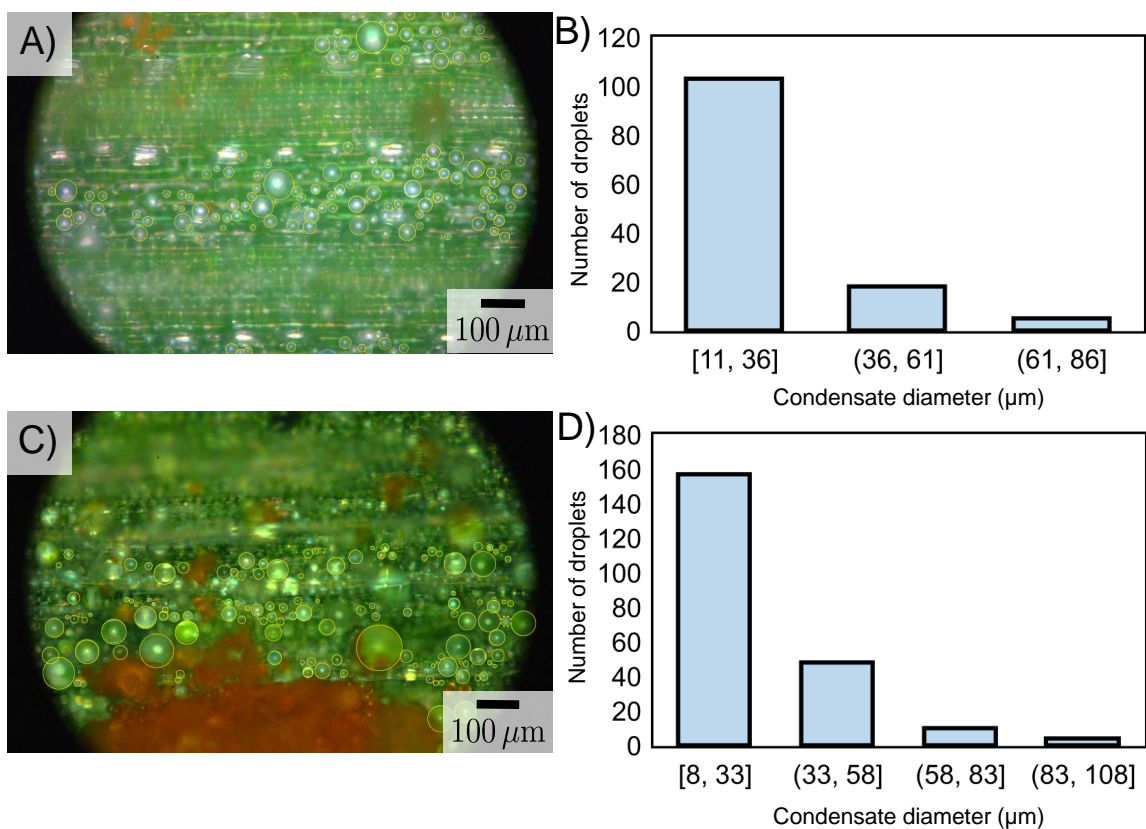 A)
100 µm
B)
120
100
80
60
40
20
0
Number of droplets
[11, 36]
(36, 61]
(61, 86]
Condensate diameter (µm)
C)
100 µm
D)
180
160
140
120
100
80
60
40
20
0
Number of droplets
[8, 33]
(33, 58]
(58, 83]
(83, 108]
Condensate diameter (µm)